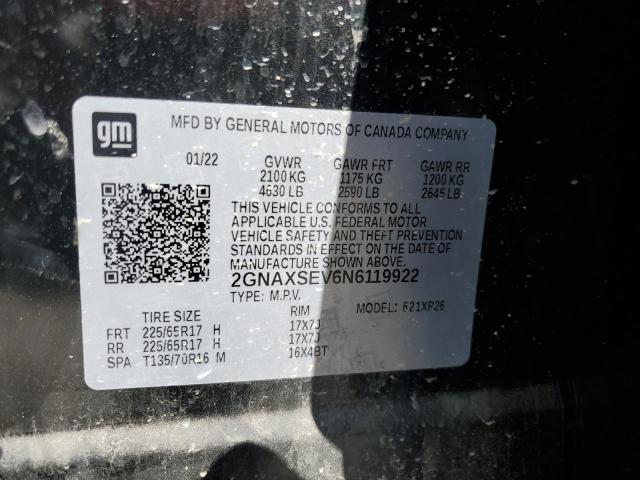 gm
MFD BY GENERAL MOTORS OF CANADA COMPANY
01/22 GVWR GAWR FRT GAWR RR
2100 KG 1175 KG 1200 KG
4630 LB 2590 LB 2645 LB
THIS VEHICLE CONFORMS TO ALL
APPLICABLE U.S. FEDERAL MOTOR
VEHICLE SAFETY AND THEFT PREVENTION
STANDARDS IN EFFECT ON THE DATE OF
MANUFACTURE SHOWN ABOVE.
2GNAXSEV6N6119922
TYPE: M.P.V. MODEL: 621XP26
TIRE SIZE RIM
FRT 225/65R17 H 17X7J
RR 225/65R17 H 17X7J
SPA T135/70R16 M 16X4BT